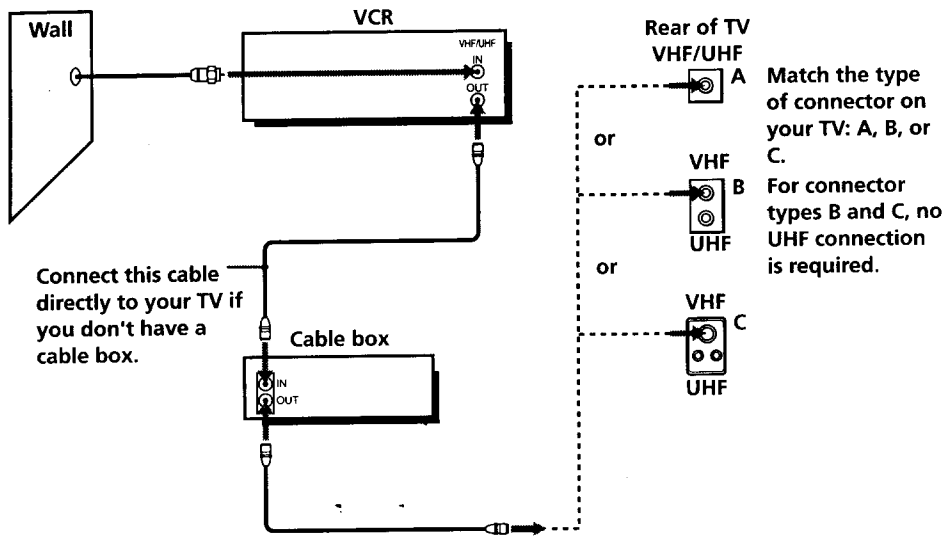 Wall
VCR
VHF/UHF
IN
OUT
Rear of TV
VHF/UHF
A
Match the type
of connector on
your TV: A, B, or
C.
or
VHF
B
UHF
For connector
types B and C, no
UHF connection
is required.
or
VHF
C
UHF
Connect this cable
directly to your TV if
you don't have a
cable box.
Cable box
IN
OUT